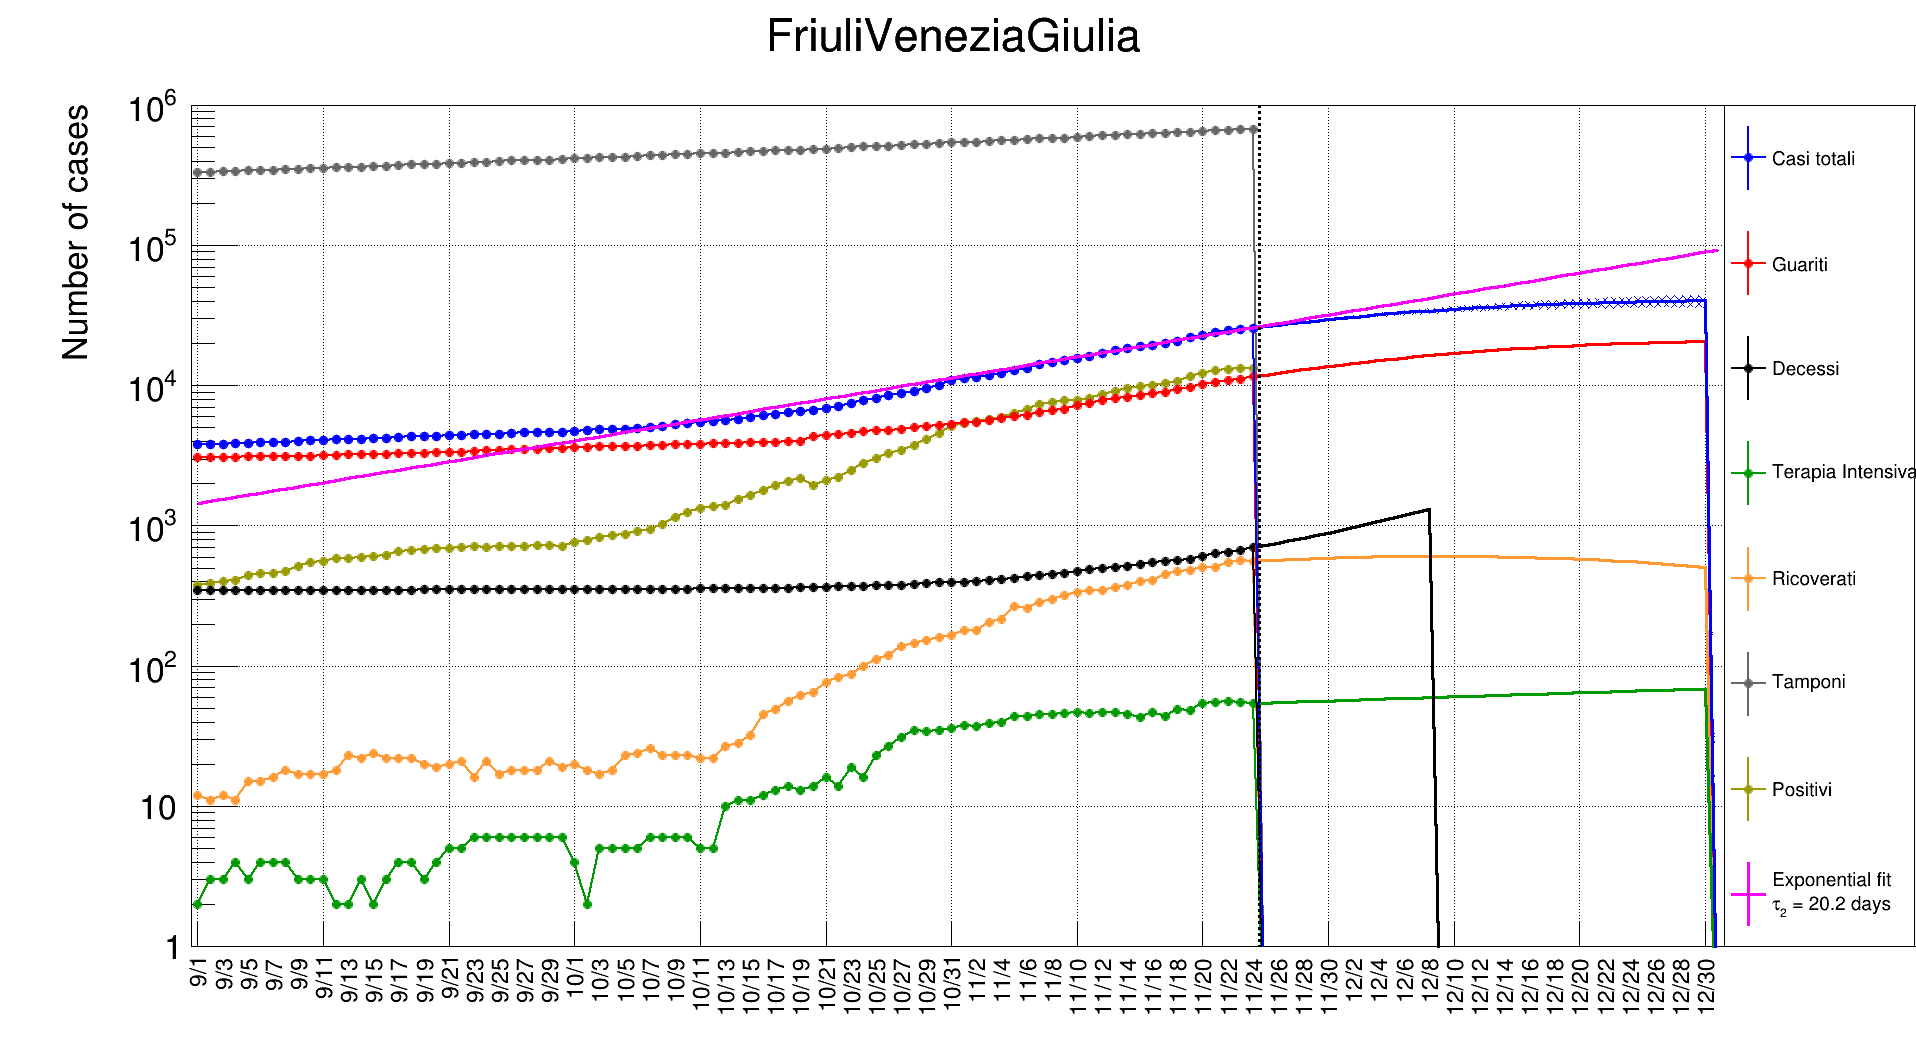 FriuliVeneziaGiulia
Number of cases
10^6
10^5
10^4
10^3
10^2
10
1
9/1 9/3 9/5 9/7 9/9 9/11 9/13 9/15 9/17 9/19 9/21 9/23 9/25 9/27 9/29 10/1 10/3 10/5 10/7 10/9 10/11 10/13 10/15 10/17 10/19 10/21 10/23 10/25 10/27 10/29 10/31 11/2 11/4 11/6 11/8 11/10 11/12 11/14 11/16 11/18 11/20 11/22 11/24 11/26 11/28 11/30 12/2 12/4 12/6 12/8 12/10 12/12 12/14 12/16 12/18 12/20 12/22 12/24 12/26 12/28 12/30
Casi totali
Guariti
Decessi
Terapia Intensiva
Ricoverati
Tamponi
Positivi
Exponential fit
τ_2 = 20.2 days